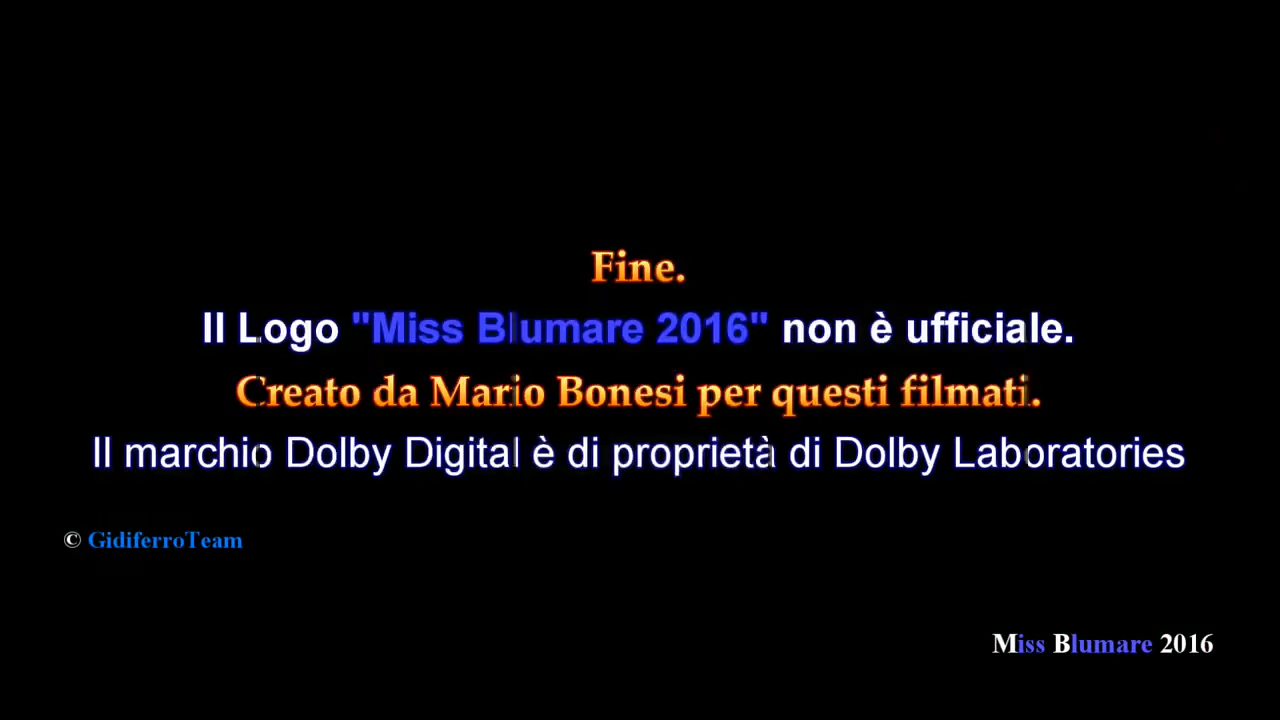 Fine.
Il Logo "Miss Blumare 2016" non è ufficiale.
Creato da Mario Bonesi per questi filmati.
Il marchio Dolby Digital è di proprietà di Dolby Laboratories
© GidiferroTeam
Miss Blumare 2016